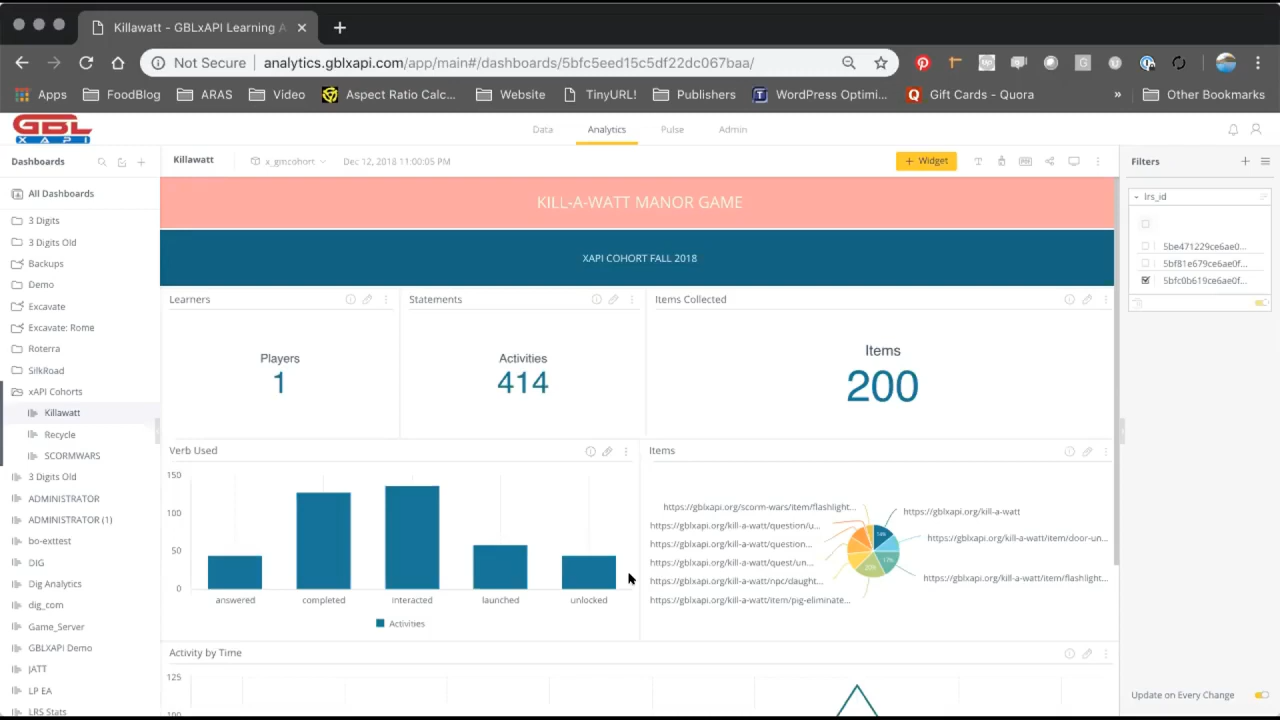 Killawatt - GBLxAPI Learning A
Not Secure | analytics.gblxapi.com/app/main#/dashboards/5bfc5eed15c5df22dc067baa/
Apps FoodBlog ARAS Video Aspect Ratio Calc... Website TinyURL! Publishers WordPress Optimi... Gift Cards - Quora » Other Bookmarks
GBL
XAPI
Data Analytics Pulse Admin
Dashboards
Killawatt x_gmcohort Dec 12, 2018 11:00:05 PM + Widget
Filters
All Dashboards
3 Digits
3 Digits Old
Backups
Demo
Excavate
Excavate: Rome
Roterra
SilkRoad
xAPI Cohorts
Killawatt
Recycle
SCORMWARS
3 Digits Old
ADMINISTRATOR
ADMINISTRATOR (1)
bo-exttest
DIG
Dig Analytics
dig_com
Game_Server
GBLXAPI Demo
JATT
LP EA
LRS Stats
KILL-A-WATT MANOR GAME
XAPI COHORT FALL 2018
Learners
Players
1
Statements
Activities
414
Items Collected
Items
200
Verb Used
150
100
50
0
answered completed interacted launched unlocked
Activities
Items
https://gblxapi.org/scorm-wars/item/flashlight...
https://gblxapi.org/kill-a-watt/question/u...
https://gblxapi.org/kill-a-watt/question...
https://gblxapi.org/kill-a-watt/quest/un...
https://gblxapi.org/kill-a-watt/npc/daught...
https://gblxapi.org/kill-a-watt/item/pig-eliminate...
https://gblxapi.org/kill-a-watt
https://gblxapi.org/kill-a-watt/item/door-un...
https://gblxapi.org/kill-a-watt/item/flashlight...
14%
17%
20%
Activity by Time
125
100
lrs_id
5be471229ce6ae0...
5bf81e679ce6ae0f...
5bfc0b619ce6ae0f...
Update on Every Change